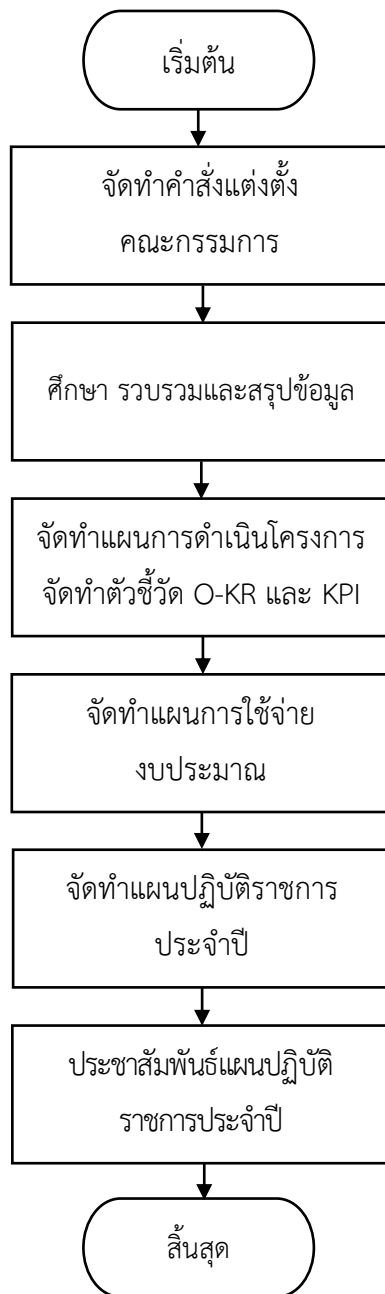 เริ่มต้น
จัดทำคำสั่งแต่งตั้ง
คณะกรรมการ
ศึกษา รวบรวมและสรุปข้อมูล
จัดทำแผนการดำเนินโครงการ
จัดทำตัวชี้วัด O-KR และ KPI
จัดทำแผนการใช้จ่าย
งบประมาณ
จัดทำแผนปฏิบัติราชการ
ประจำปี
ประชาสัมพันธ์แผนปฏิบัติ
ราชการประจำปี
สิ้นสุด